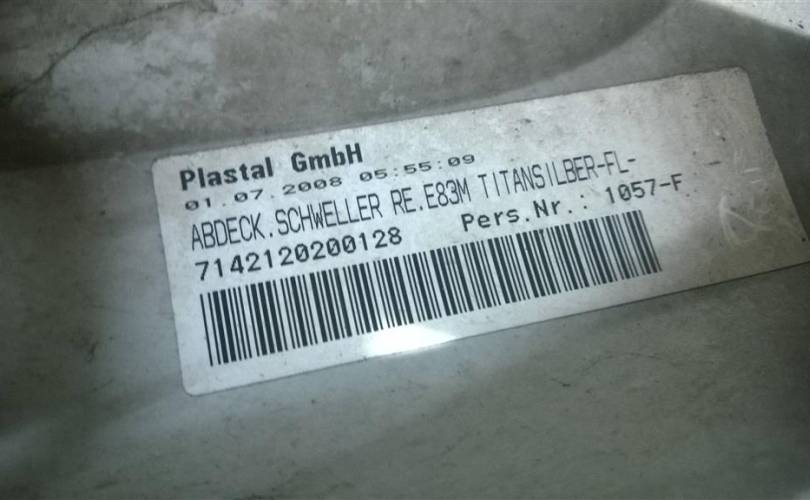 Plastal GmbH
01.07.2008 05:55:09
ABDECK.SCHWELLER RE.E83M TITANSILBER-FL-
7142120200128 Pers.Nr.: 1057-F